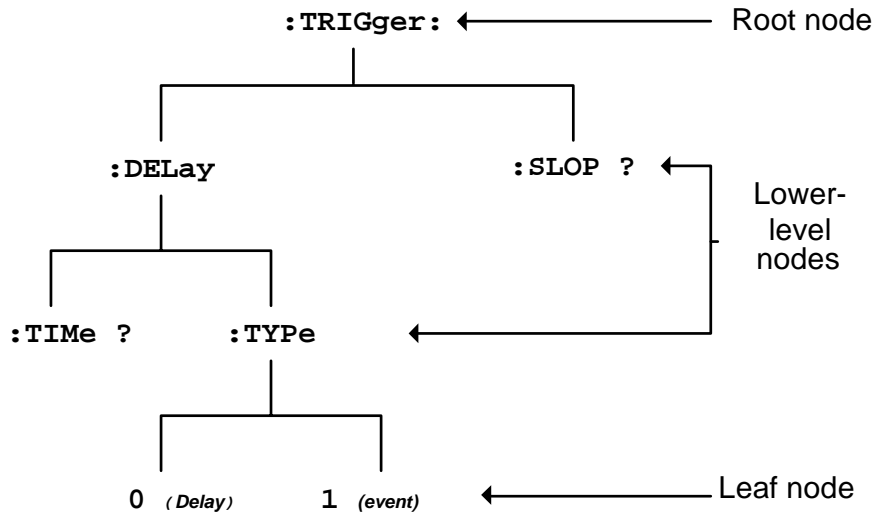 :TRIGger:
Root node
:DELay
:SLOP ?
Lower-
level
nodes
:TIMe ?
:TYPe
0 (Delay)
1 (event)
Leaf node